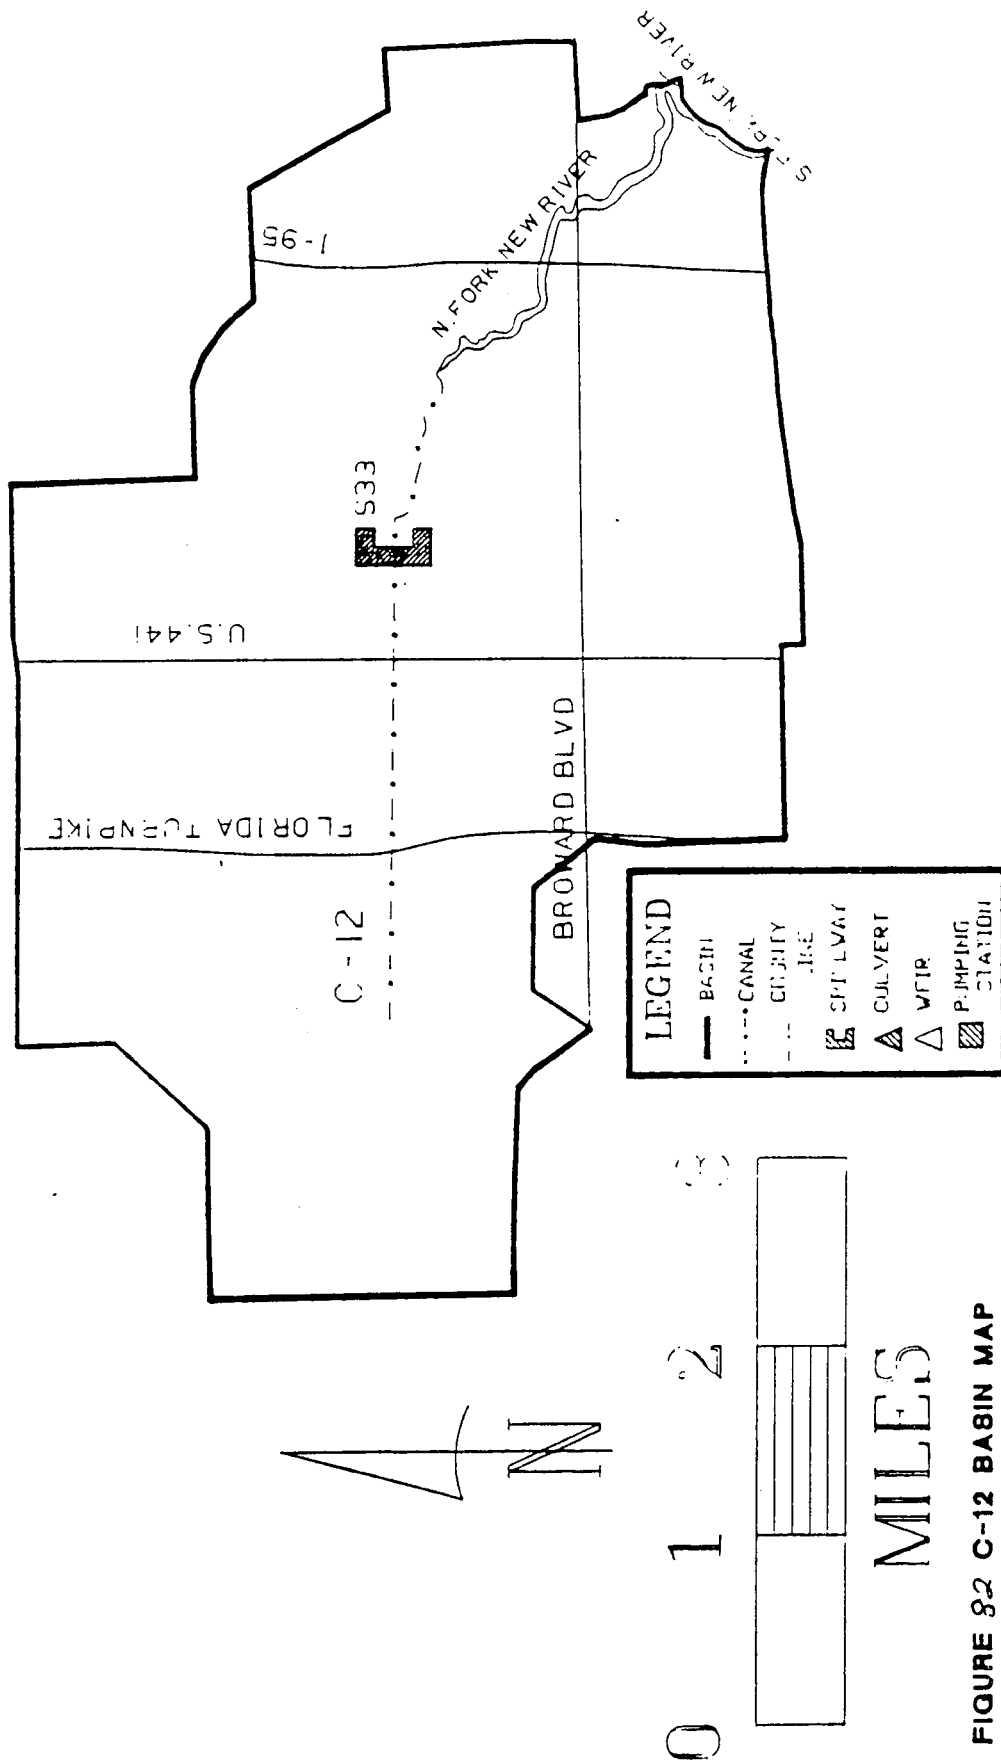 S
NEW RIVER
I-95
N. FORK NEW RIVER
S33
U.S. 441
FLORIDA TURNPIKE
BROWARD BLVD
C-12
LEGEND
BASIN
CANAL
COUNTY
LINE
SPILLWAY
CULVERT
WEIR
PUMPING
STATION
N
0 1 2 3
MILES
FIGURE 82 C-12 BASIN MAP